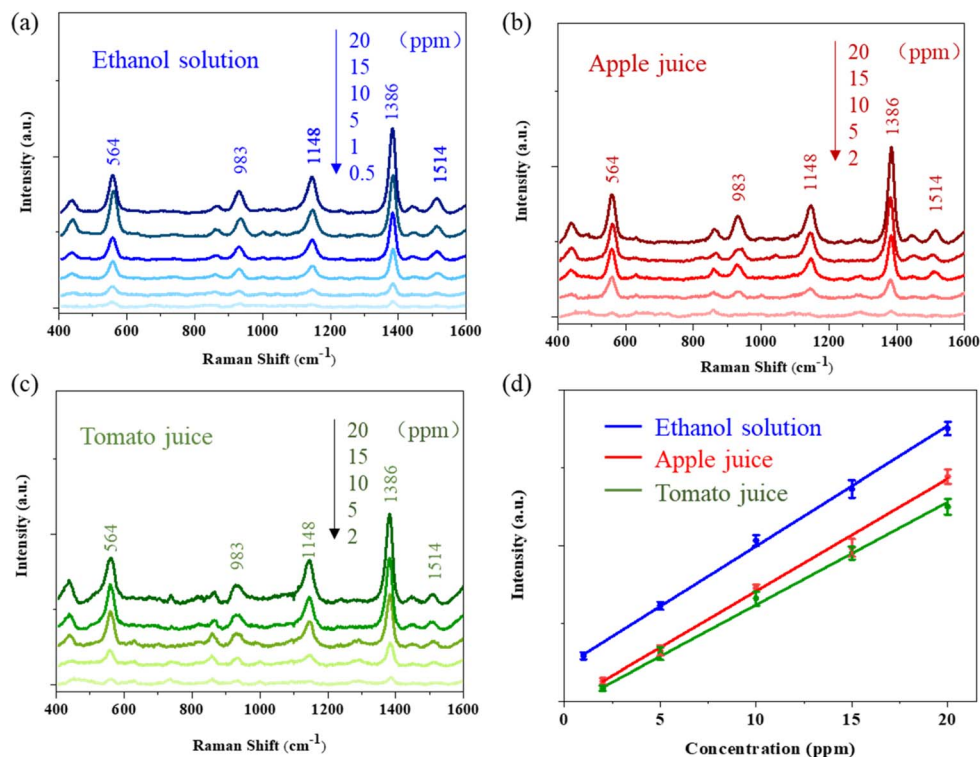 (a)
Ethanol solution
20 （ppm）
15
10
5
1
0.5
564
983
1148
1386
1514
Intensity (a.u.)
400 600 800 1000 1200 1400 1600
Raman Shift (cm-1)
(b)
Apple juice
20 （ppm）
15
10
5
2
564
983
1148
1386
1514
Intensity (a.u.)
400 600 800 1000 1200 1400 1600
Raman Shift (cm-1)
(c)
Tomato juice
20 （ppm）
15
10
5
2
564
983
1148
1386
1514
Intensity (a.u.)
400 600 800 1000 1200 1400 1600
Raman Shift (cm-1)
(d)
Ethanol solution
Apple juice
Tomato juice
Intensity (a.u.)
0 5 10 15 20
Concentration (ppm)